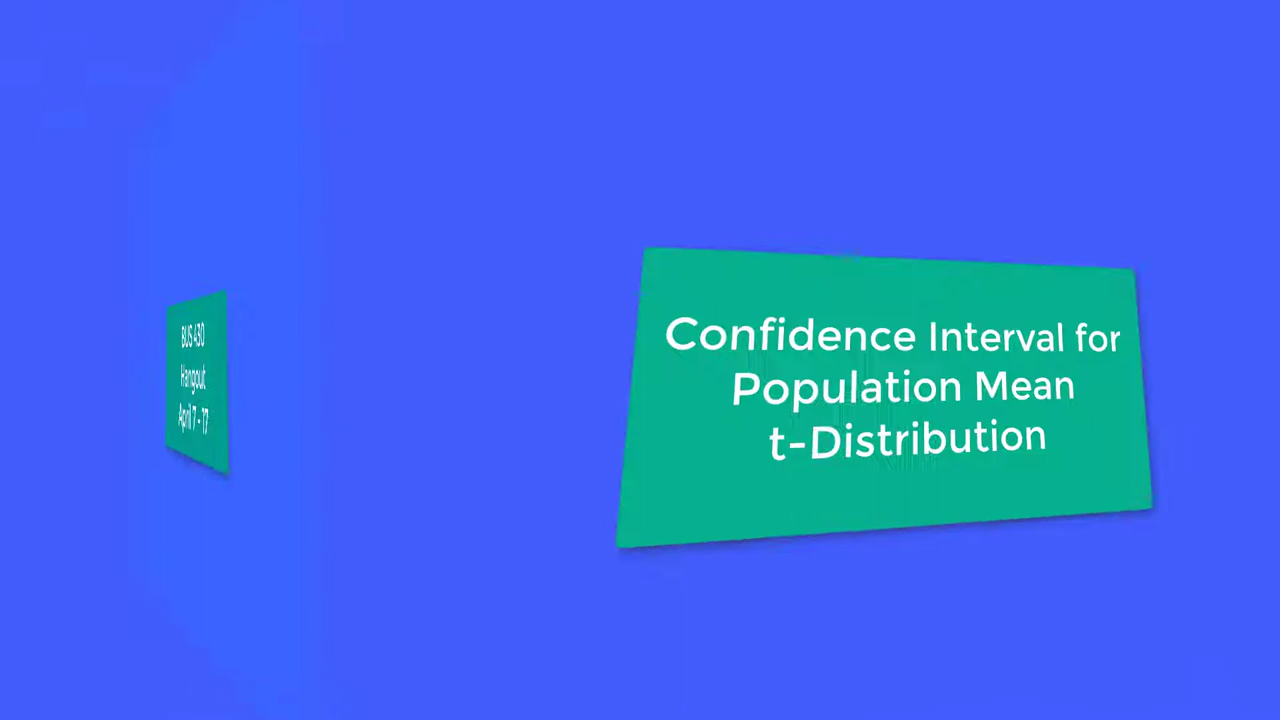 BUS 430
Hangout
April 7 - 17
Confidence Interval for
Population Mean
t-Distribution